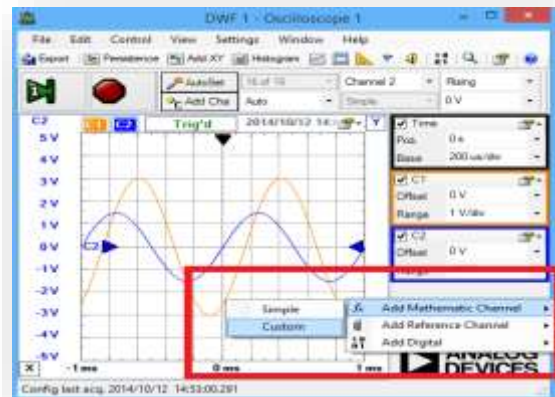 DWF 1 - Oscilloscope 1
File Edit Control View Settings Window Help
Export Persistence Add XY Histogram
AutoSet 16 of 16 Channel 2 Rising
Add Cha Auto Simple 0 V
C2 C1 C2 Trig'd 2014/10/12 14: Y
5 V
4 V
3 V
2 V
1 V
0 V
-1 V
-2 V
-3 V
-4 V
-5 V
C2
Time
Pos. 0 s
Base 200 us/div
C1
Offset 0 V
Range 1 V/div
C2
Offset 0 V
Simple
Custom
Add Mathematic Channel
Add Reference Channel
Add Digital
ANALOG
DEVICES
X -1 ms 0 ms 1 ms
Config last acq. 2014/10/12 14:53:00.291